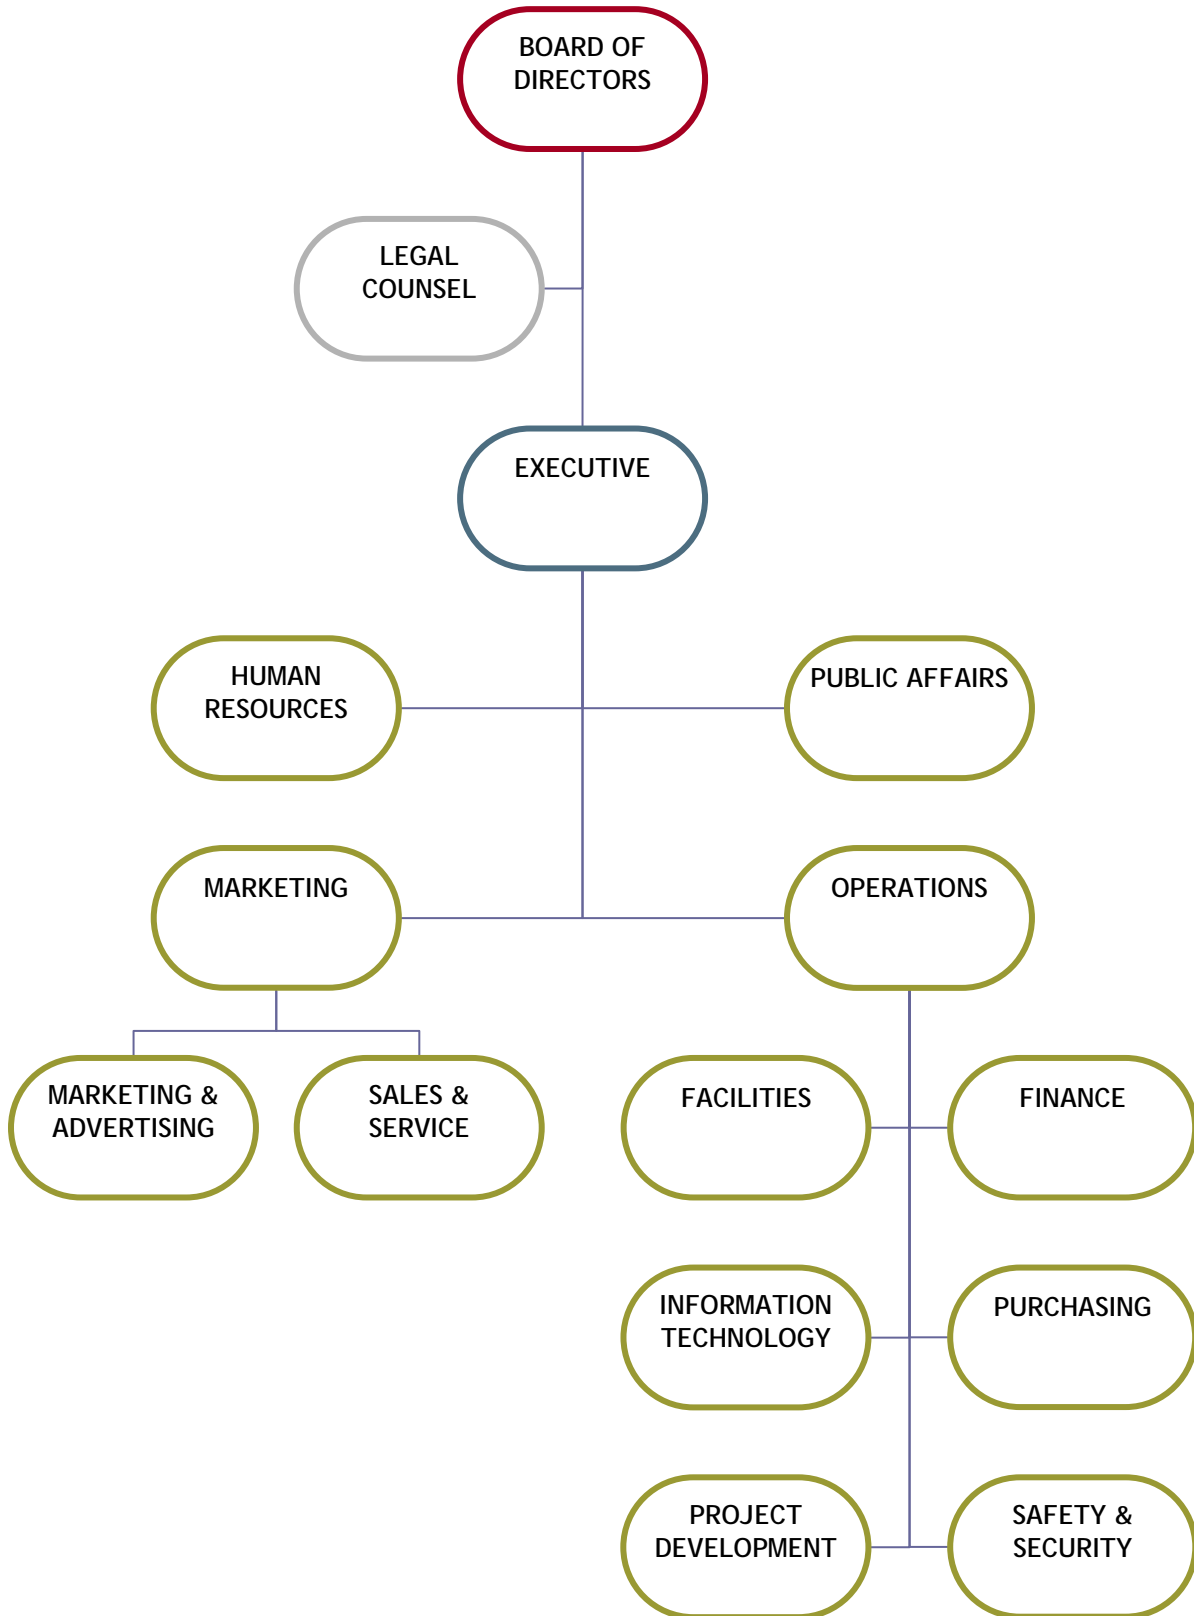 BOARD OF
DIRECTORS
LEGAL
COUNSEL
EXECUTIVE
HUMAN
RESOURCES
PUBLIC AFFAIRS
MARKETING
OPERATIONS
MARKETING &
ADVERTISING
SALES &
SERVICE
FACILITIES
FINANCE
INFORMATION
TECHNOLOGY
PURCHASING
PROJECT
DEVELOPMENT
SAFETY &
SECURITY